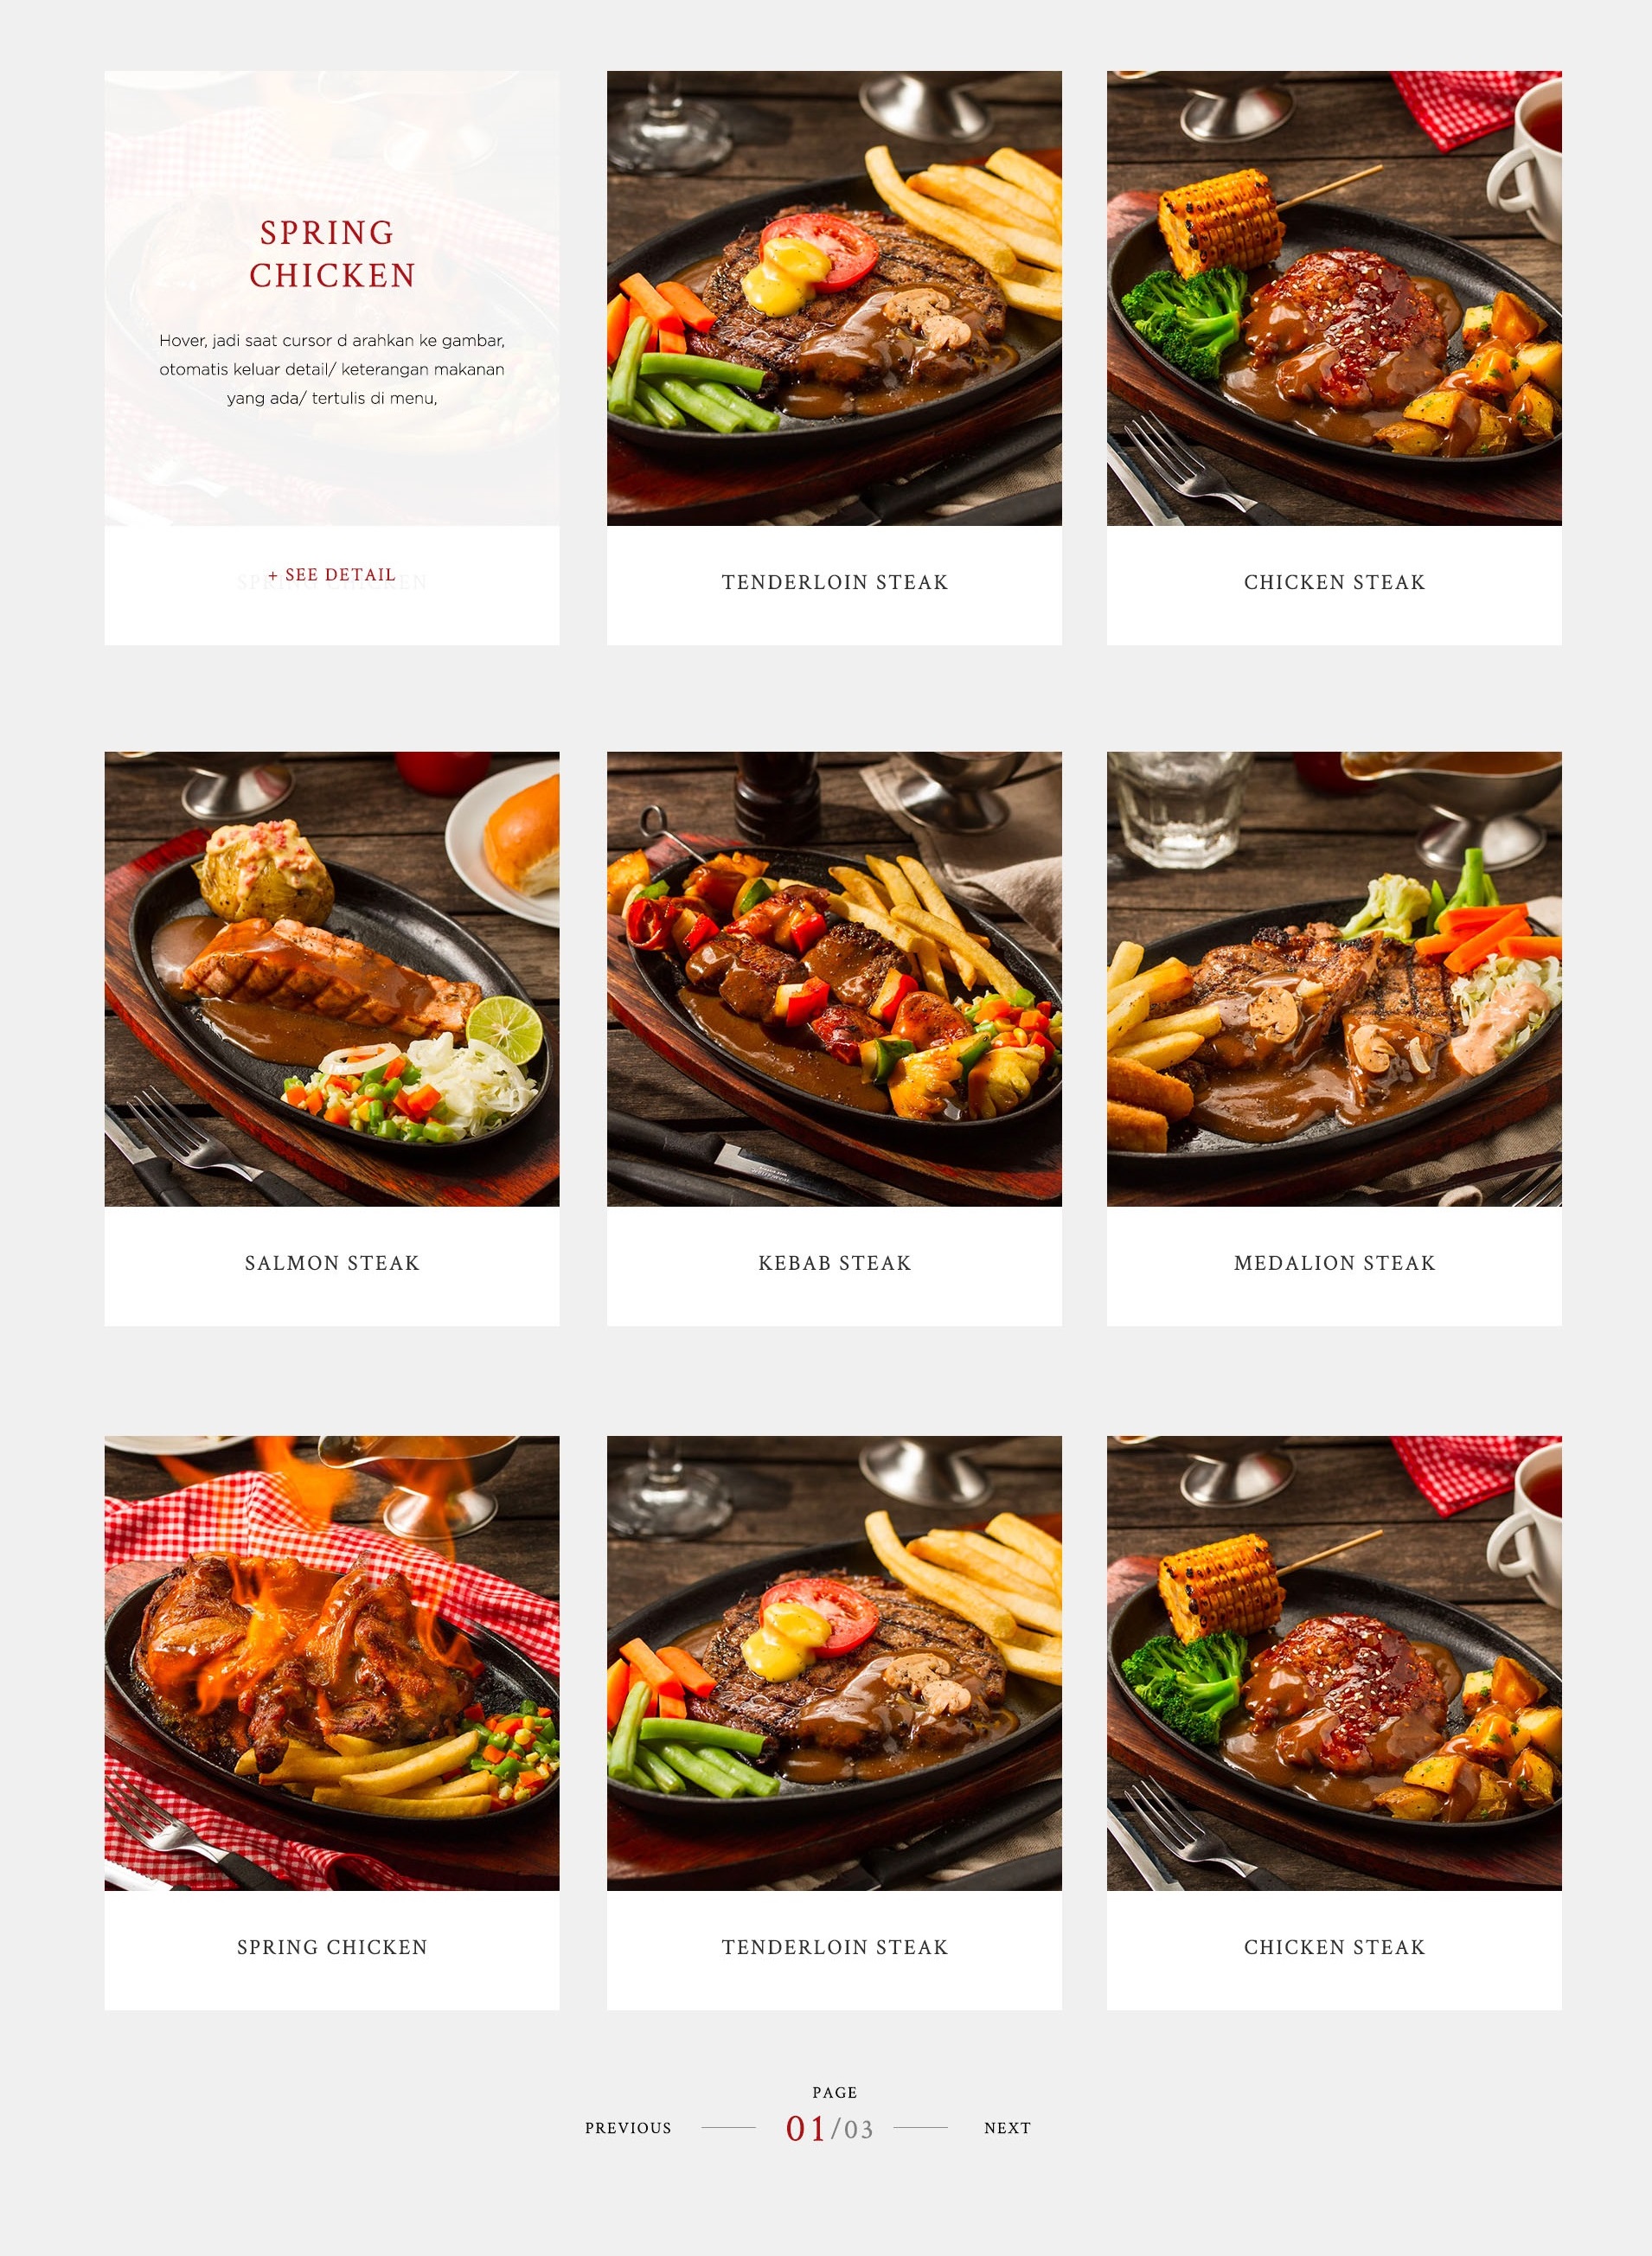 SPRING
CHICKEN
Hover, jadi saat cursor d arahkan ke gambar,
otomatis keluar detail/ keterangan makanan
yang ada/ tertulis di menu,
+ SEE DETAIL
SPRING CHICKEN
TENDERLOIN STEAK
CHICKEN STEAK
SALMON STEAK
KEBAB STEAK
MEDALION STEAK
SPRING CHICKEN
TENDERLOIN STEAK
CHICKEN STEAK
PAGE
PREVIOUS 01/03 NEXT